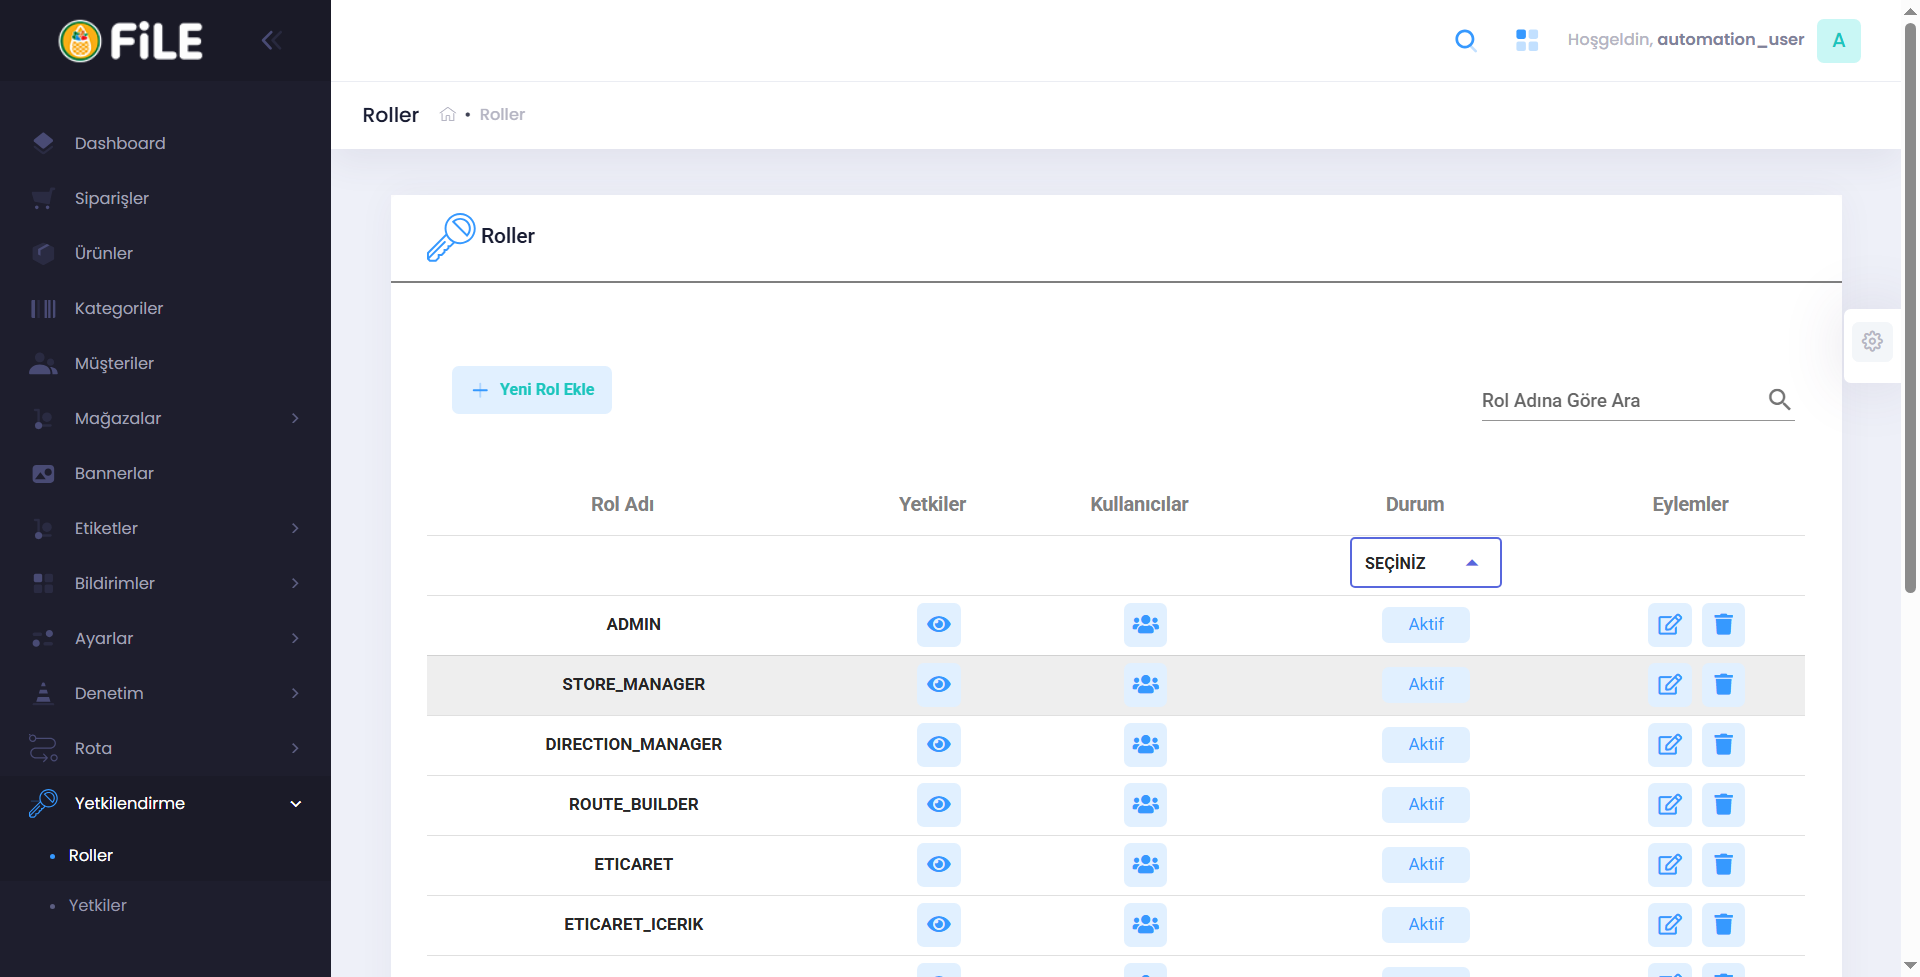 FiLE
Hoşgeldin, automation_user
A
Roller
Roller
Dashboard
Siparişler
Ürünler
Kategoriler
Müşteriler
Mağazalar
Bannerlar
Etiketler
Bildirimler
Ayarlar
Denetim
Rota
Yetkilendirme
Roller
Yetkiler
Roller
Yeni Rol Ekle
Rol Adına Göre Ara
Rol Adı Yetkiler Kullanıcılar Durum Eylemler
SEÇİNİZ
ADMIN Aktif
STORE_MANAGER Aktif
DIRECTION_MANAGER Aktif
ROUTE_BUILDER Aktif
ETICARET Aktif
ETICARET_ICERIK Aktif